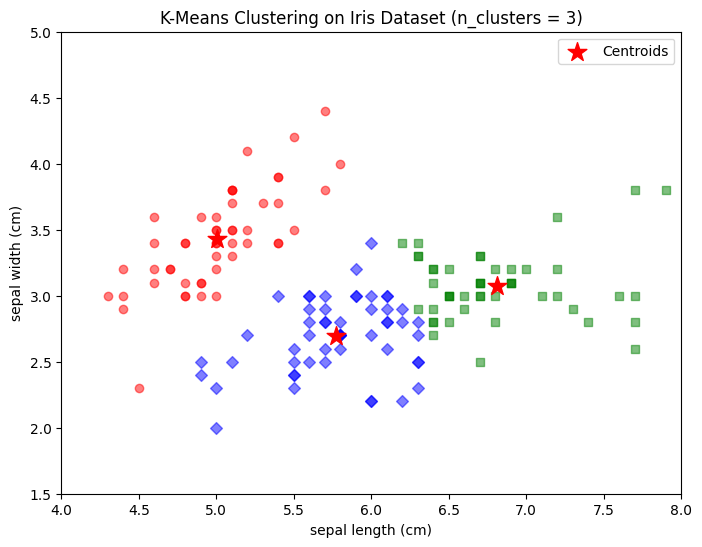 K-Means Clustering on Iris Dataset (n_clusters = 3)
Centroids
5.0
4.5
4.0
3.5
3.0
2.5
2.0
1.5
sepal width (cm)
4.0 4.5 5.0 5.5 6.0 6.5 7.0 7.5 8.0
sepal length (cm)